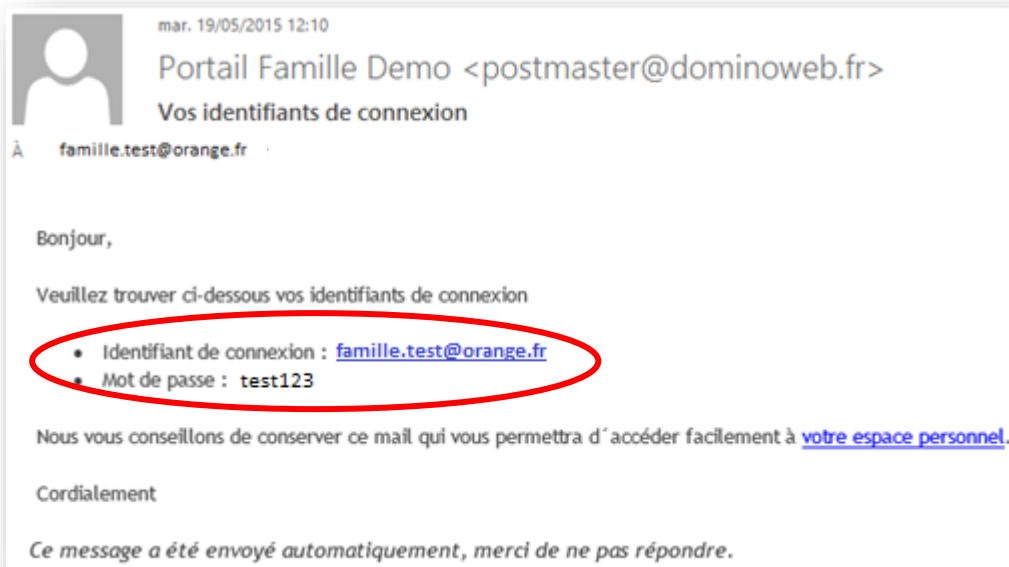 mar. 19/05/2015 12:10
Portail Famille Demo <postmaster@dominoweb.fr>
Vos identifiants de connexion
À famille.test@orange.fr
Bonjour,
Veuillez trouver ci-dessous vos identifiants de connexion
• Identifiant de connexion : famille.test@orange.fr
• Mot de passe : test123
Nous vous conseillons de conserver ce mail qui vous permettra d´accéder facilement à votre espace personnel.
Cordialement
Ce message a été envoyé automatiquement, merci de ne pas répondre.